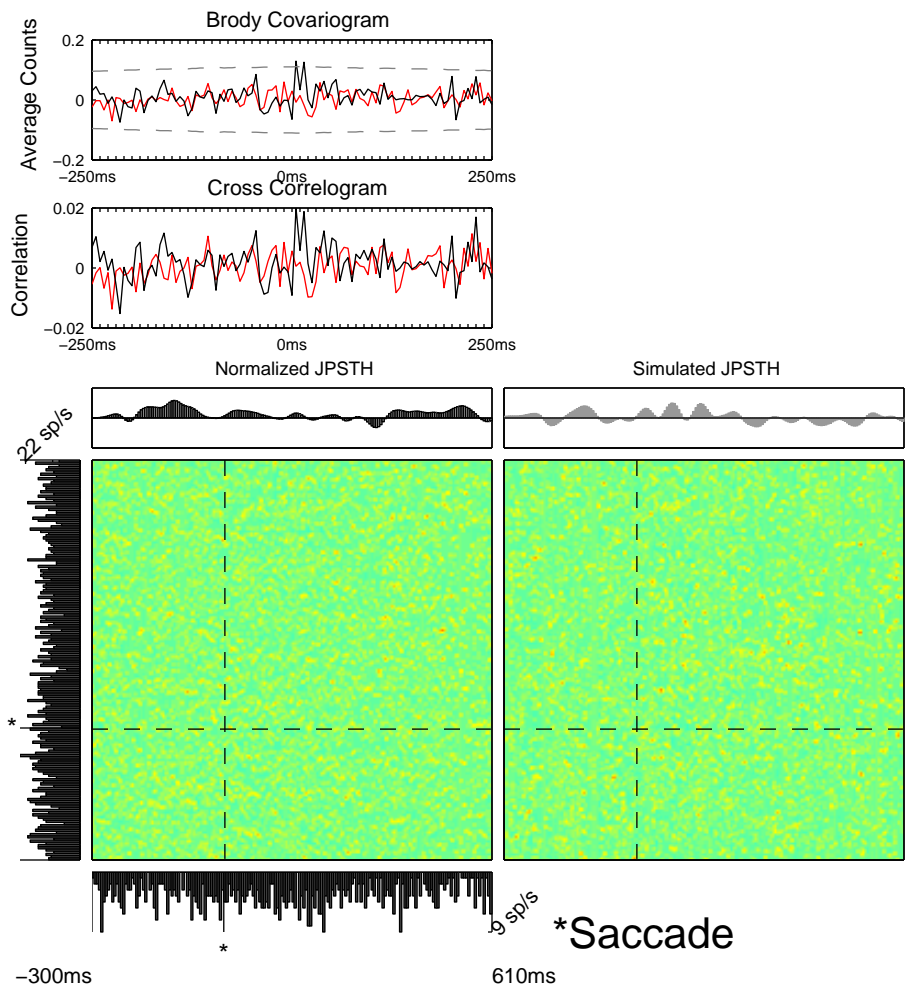 Brody Covariogram
Average Counts
0.2
0
−0.2
−250ms
0ms
250ms
Cross Correlogram
Correlation
0.02
0
−0.02
−250ms
0ms
250ms
Normalized JPSTH
Simulated JPSTH
22 sp/s
*
*
9 sp/s
*Saccade
−300ms
610ms